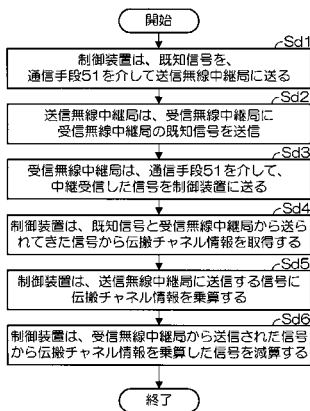 開始
Sd1
制御装置は、既知信号を、
通信手段51を介して送信無線中継局に送る
Sd2
送信無線中継局は、受信無線中継局に
受信無線中継局の既知信号を送信
Sd3
受信無線中継局は、通信手段51を介して、
中継受信した信号を制御装置に送る
Sd4
制御装置は、既知信号と受信無線中継局から送ら
れてきた信号から伝搬チャネル情報を取得する
Sd5
制御装置は、送信無線中継局に送信する信号に
伝搬チャネル情報を乗算する
Sd6
制御装置は、受信無線中継局から送信された信号
から伝搬チャネル情報を乗算した信号を減算する
終了